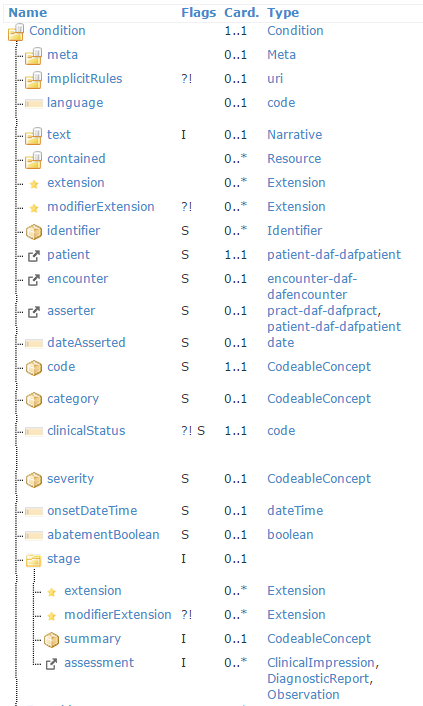 Name Flags Card. Type
Condition 1..1 Condition
meta 0..1 Meta
implicitRules ?! 0..1 uri
language 0..1 code
text I 0..1 Narrative
contained 0..* Resource
extension 0..* Extension
modifierExtension ?! 0..* Extension
identifier S 0..* Identifier
patient S 1..1 patient-daf-dafpatient
encounter S 0..1 encounter-daf-
dafencounter
asserter S 0..1 pract-daf-dafpract,
patient-daf-dafpatient
dateAsserted S 0..1 date
code S 1..1 CodeableConcept
category S 0..1 CodeableConcept
clinicalStatus ?! S 1..1 code
severity S 0..1 CodeableConcept
onsetDateTime S 0..1 dateTime
abatementBoolean S 0..1 boolean
stage I 0..1
extension 0..* Extension
modifierExtension ?! 0..* Extension
summary I 0..1 CodeableConcept
assessment I 0..* ClinicalImpression,
DiagnosticReport,
Observation